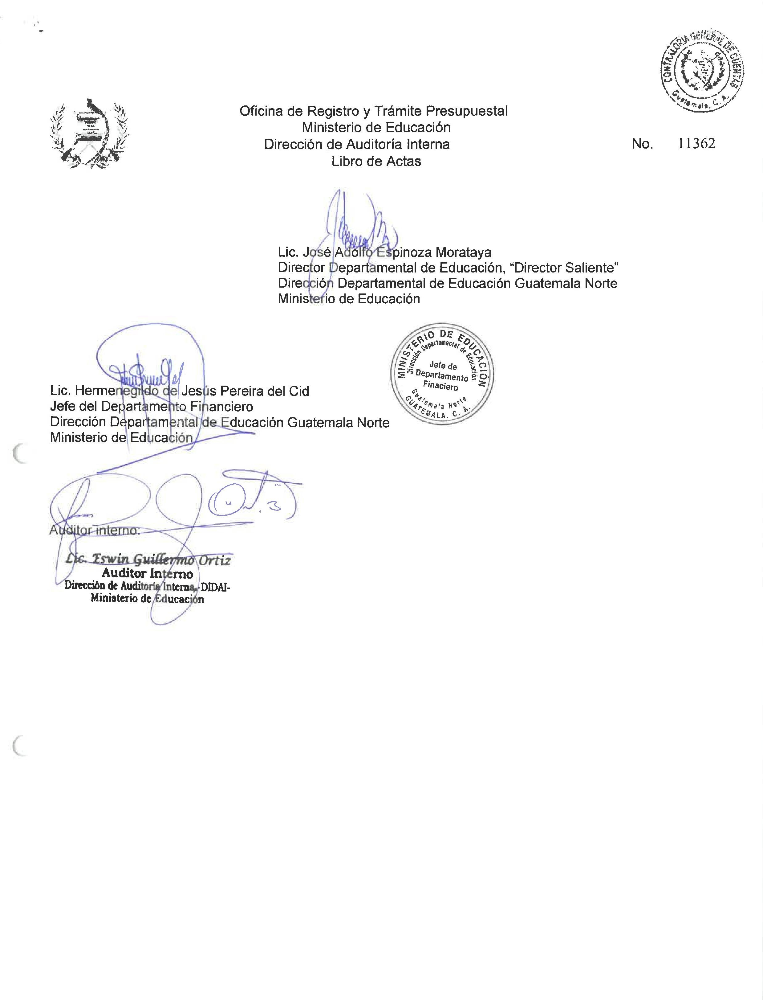 CONTRALORIA GENERAL DE CUENTAS
Guatemala, C. A.
Oficina de Registro y Trámite Presupuestal
Ministerio de Educación
Dirección de Auditoría Interna
No. 11362
Libro de Actas
Lic. José Adolfo Espinoza Morataya
Director Departamental de Educación, “Director Saliente”
Dirección Departamental de Educación Guatemala Norte
Ministerio de Educación
MINISTERIO DE EDUCACIÓN
Dirección Departamental de Educación
Jefe de
Departamento
Finaciero
Guatemala Norte
GUATEMALA. C. A.
Lic. Hermenegildo de Jesús Pereira del Cid
Jefe del Departamento Financiero
Dirección Departamental de Educación Guatemala Norte
Ministerio de Educación
Auditor interno:
Lic. Eswin Guillermo Ortiz
Auditor Interno
Dirección de Auditoría Interna, -DIDAI-
Ministerio de Educación